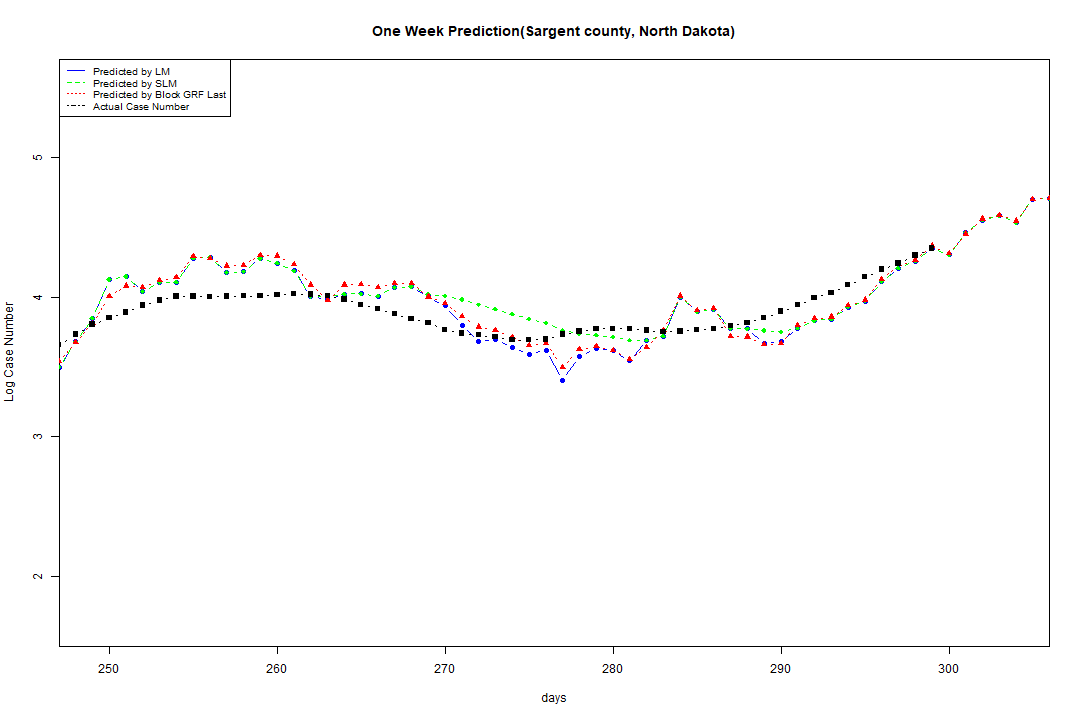 One Week Prediction(Sargent county, North Dakota)
Predicted by LM
Predicted by SLM
Predicted by Block GRF Last
Actual Case Number
5
4
3
2
Log Case Number
250 260 270 280 290 300
days